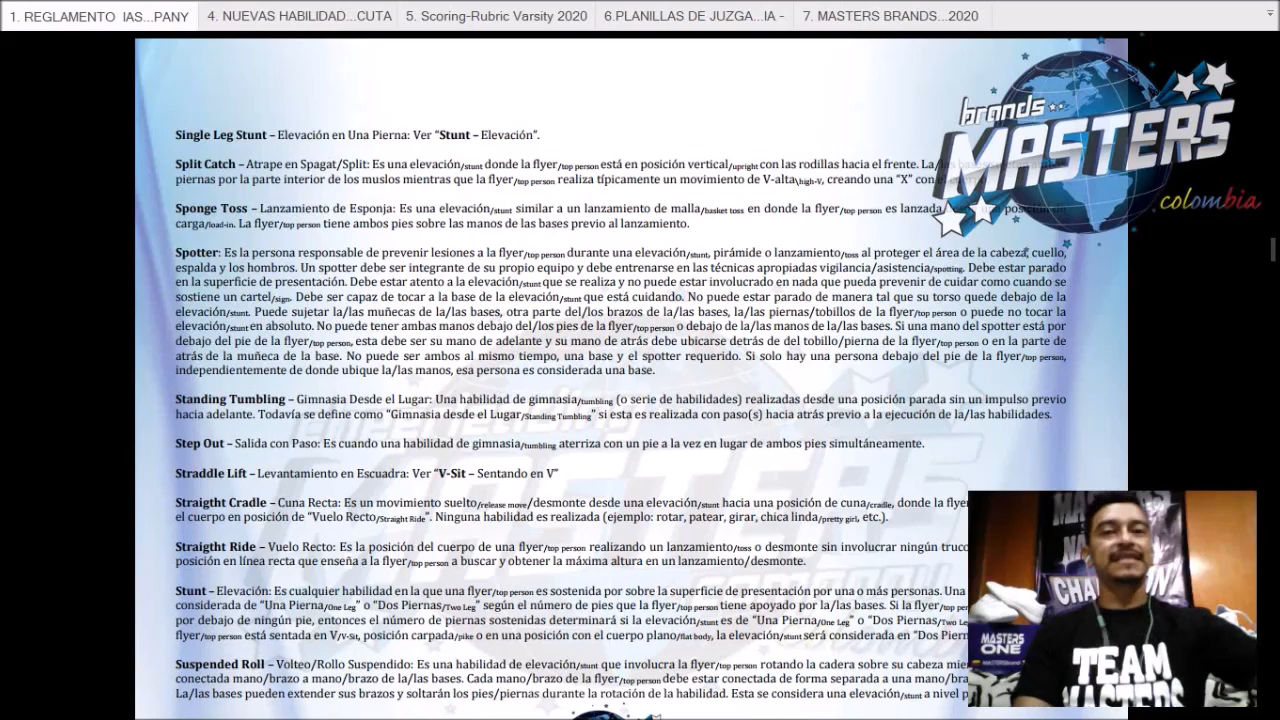 1. REGLAMENTO IAS...PANY
4. NUEVAS HABILIDAD...CUTA
5. Scoring-Rubric Varsity 2020
6.PLANILLAS DE JUZGA...IA -
7. MASTERS BRANDS...2020
brands
MASTERS
colombia
Single Leg Stunt – Elevación en Una Pierna: Ver “Stunt – Elevación”.
Split Catch – Atrape en Spagat/Split: Es una elevación/stunt donde la flyer/top person está en posición vertical/upright con las rodillas hacia el frente. La/las
piernas por la parte interior de los muslos mientras que la flyer/top person realiza típicamente un movimiento de V-alta\high-V, creando una “X” con
Sponge Toss – Lanzamiento de Esponja: Es una elevación/stunt similar a un lanzamiento de malla/basket toss en donde la flyer/top person es lanzada
carga/load-in. La flyer/top person tiene ambos pies sobre las manos de las bases previo al lanzamiento.
Spotter: Es la persona responsable de prevenir lesiones a la flyer/top person durante una elevación/stunt, pirámide o lanzamiento/toss al proteger el área de la cabeza, cuello,
espalda y los hombros. Un spotter debe ser integrante de su propio equipo y debe entrenarse en las técnicas apropiadas vigilancia/asistencia/spotting. Debe estar parado
en la superficie de presentación. Debe estar atento a la elevación/stunt que se realiza y no puede estar involucrado en nada que pueda prevenir de cuidar como cuando se
sostiene un cartel/sign. Debe ser capaz de tocar a la base de la elevación/stunt que está cuidando. No puede estar parado de manera tal que su torso quede debajo de la
elevación/stunt. Puede sujetar la/las muñecas de la/las bases, otra parte del/los brazos de la/las bases, la/las piernas/tobillos de la flyer/top person o puede no tocar la
elevación/stunt en absoluto. No puede tener ambas manos debajo del/los pies de la flyer/top person o debajo de la/las manos de la/las bases. Si una mano del spotter está por
debajo del pie de la flyer/top person, esta debe ser su mano de adelante y su mano de atrás debe ubicarse detrás de del tobillo/pierna de la flyer/top person o en la parte de
atrás de la muñeca de la base. No puede ser ambos al mismo tiempo, una base y el spotter requerido. Si solo hay una persona debajo del pie de la flyer/top person,
independientemente de donde ubique la/las manos, esa persona es considerada una base.
Standing Tumbling – Gimnasia Desde el Lugar: Una habilidad de gimnasia/tumbling (o serie de habilidades) realizadas desde una posición parada sin un impulso previo
hacia adelante. Todavía se define como “Gimnasia desde el Lugar/Standing Tumbling” si esta es realizada con paso(s) hacia atrás previo a la ejecución de la/las habilidades.
Step Out – Salida con Paso: Es cuando una habilidad de gimnasia/tumbling aterriza con un pie a la vez en lugar de ambos pies simultáneamente.
Straddle Lift – Levantamiento en Escuadra: Ver “V-Sit – Sentando en V”
Straigtht Cradle – Cuna Recta: Es un movimiento suelto/release move/desmonte desde una elevación/stunt hacia una posición de cuna/cradle, donde la flyer
el cuerpo en posición de “Vuelo Recto/Straight Ride”. Ninguna habilidad es realizada (ejemplo: rotar, patear, girar, chica linda/pretty girl, etc.).
Straigtht Ride – Vuelo Recto: Es la posición del cuerpo de una flyer/top person realizando un lanzamiento/toss o desmonte sin involucrar ningún truco
posición en línea recta que enseña a la flyer/top person a buscar y obtener la máxima altura en un lanzamiento/desmonte.
Stunt – Elevación: Es cualquier habilidad en la que una flyer/top person es sostenida por sobre la superficie de presentación por una o más personas. Una
considerada de “Una Pierna/One Leg” o “Dos Piernas/Two Leg” según el número de pies que la flyer/top person tiene apoyado por la/las bases. Si la flyer/top
por debajo de ningún pie, entonces el número de piernas sostenidas determinará si la elevación/stunt es de “Una Pierna/One Leg” o “Dos Piernas/Two
flyer/top person está sentada en V/V-Sit, posición carpada/pike o en una posición con el cuerpo plano/flat body, la elevación/stunt será considerada en “Dos
Suspended Roll – Volteo/Rollo Suspendido: Es una habilidad de elevación/stunt que involucra la flyer/top person rotando la cadera sobre su cabeza
conectada mano/brazo a mano/brazo de la/las bases. Cada mano/brazo de la flyer/top person debe estar conectada de forma separada a una
La/las bases pueden extender sus brazos y soltarán los pies/piernas durante la rotación de la habilidad. Esta se considera una elevación/stunt a nivel
MASTERS
ONE
TEAM
MASTERS